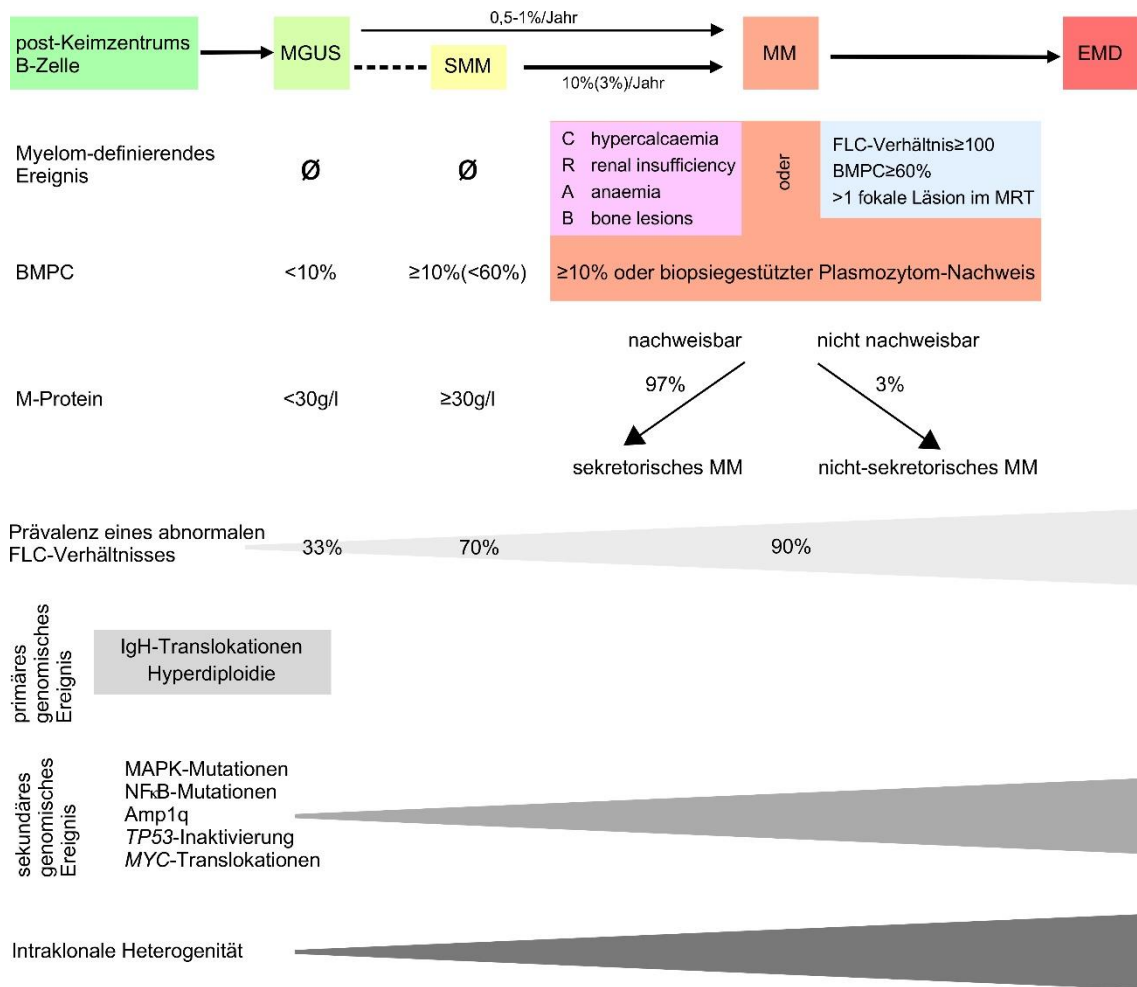 0,5-1%/Jahr
post-Keimzentrums
B-Zelle
MGUS
SMM
MM
EMD
10%(3%)/Jahr
Myelom-definierendes
Ereignis
Ø
Ø
C hypercalcaemia
R renal insufficiency
A anaemia
B bone lesions
oder
FLC-Verhältnis≥100
BMPC≥60%
>1 fokale Läsion im MRT
BMPC
<10%
≥10%(<60%)
≥10% oder biopsiegestützter Plasmozytom-Nachweis
nachweisbar
nicht nachweisbar
97%
3%
M-Protein
<30g/l
≥30g/l
sekretorisches MM
nicht-sekretorisches MM
Prävalenz eines abnormalen
FLC-Verhältnisses
33%
70%
90%
primäres
genomisches
Ereignis
IgH-Translokationen
Hyperdiploidie
sekundäres
genomisches
Ereignis
MAPK-Mutationen
NFκB-Mutationen
Amp1q
TP53-Inaktivierung
MYC-Translokationen
Intraklonale Heterogenität